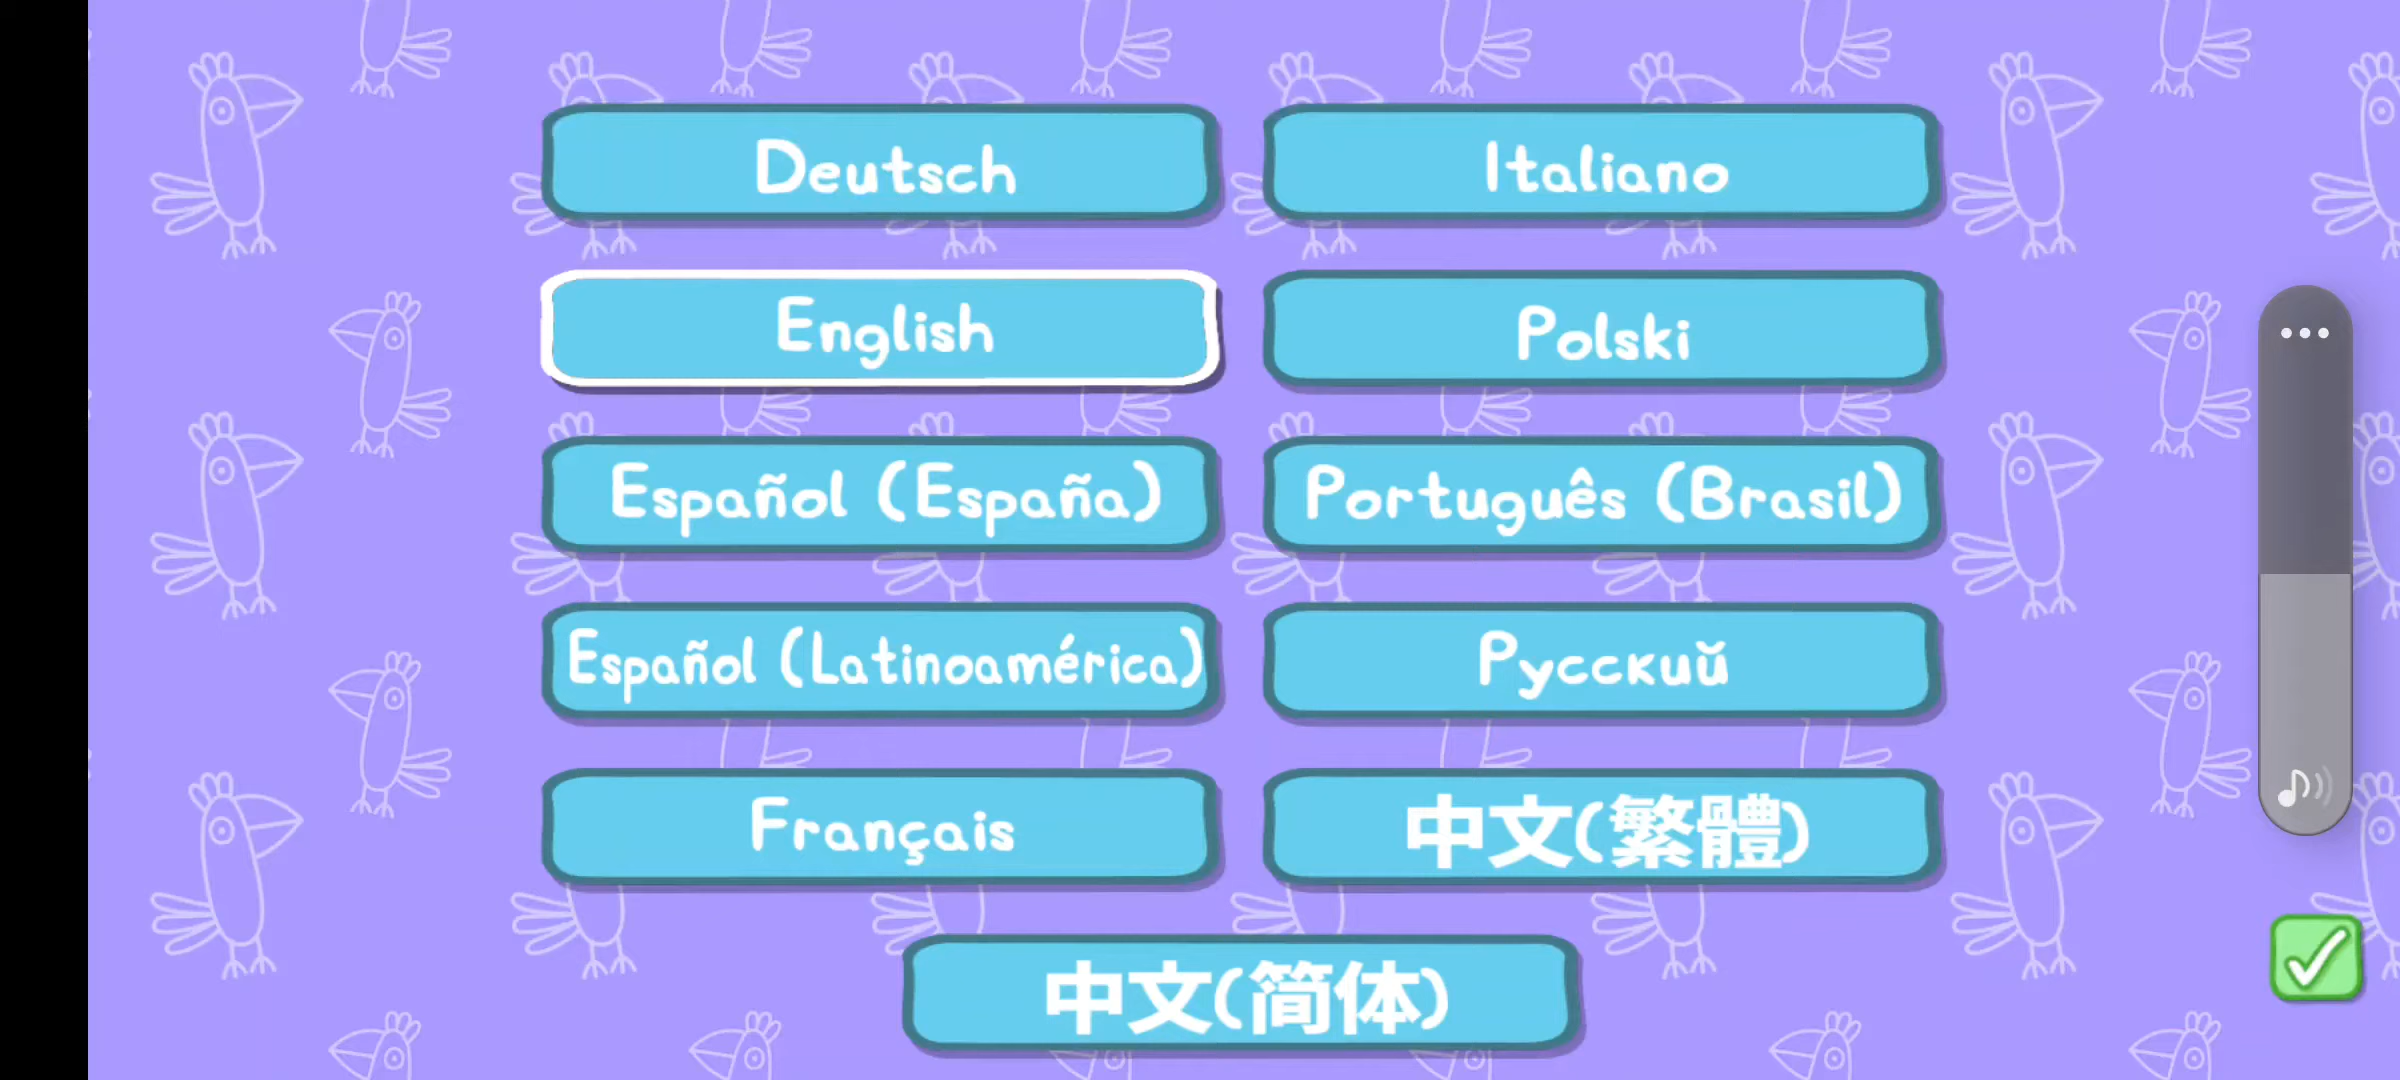 Deutsch
Italiano
English
Polski
Español (España)
Português (Brasil)
Español (Latinoamérica)
Русский
Français
中文(繁體)
中文(简体)